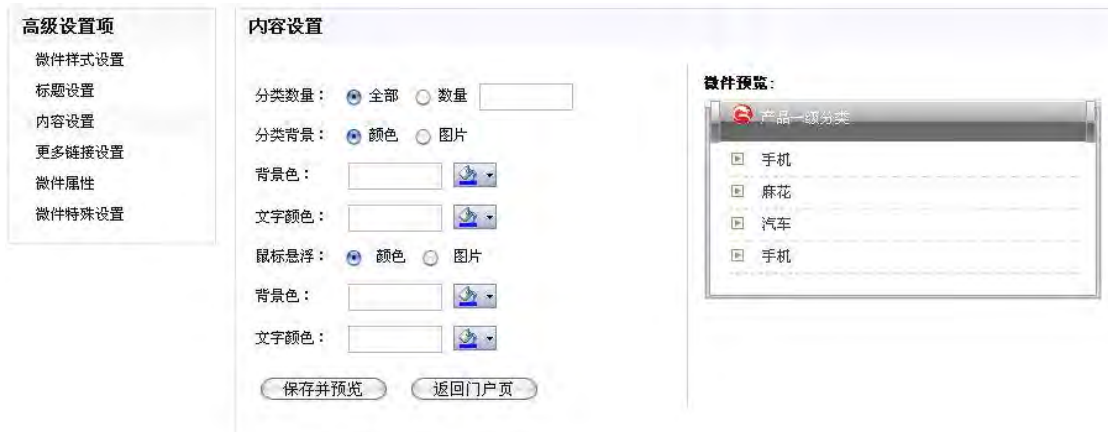 高级设置项
微件样式设置
标题设置
内容设置
更多链接设置
微件属性
微件特殊设置
内容设置
分类数量： 全部 数量
分类背景： 颜色 图片
背景色：
文字颜色：
鼠标悬浮： 颜色 图片
背景色：
文字颜色：
保存并预览 返回门户页
微件预览：
产品一级分类
手机
麻花
汽车
手机